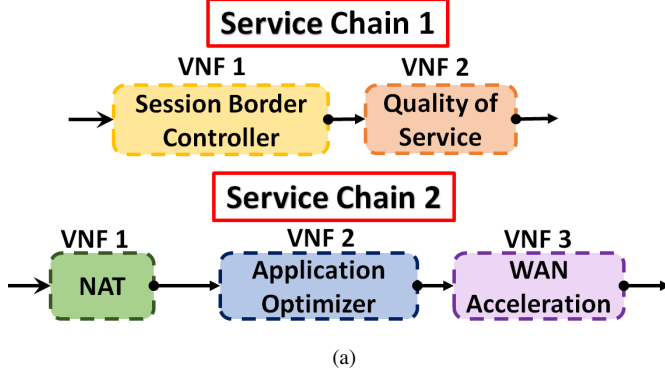 Service Chain 1
VNF 1
VNF 2
Session Border
Controller
Quality of
Service
Service Chain 2
VNF 1
VNF 2
VNF 3
NAT
Application
Optimizer
WAN
Acceleration
(a)